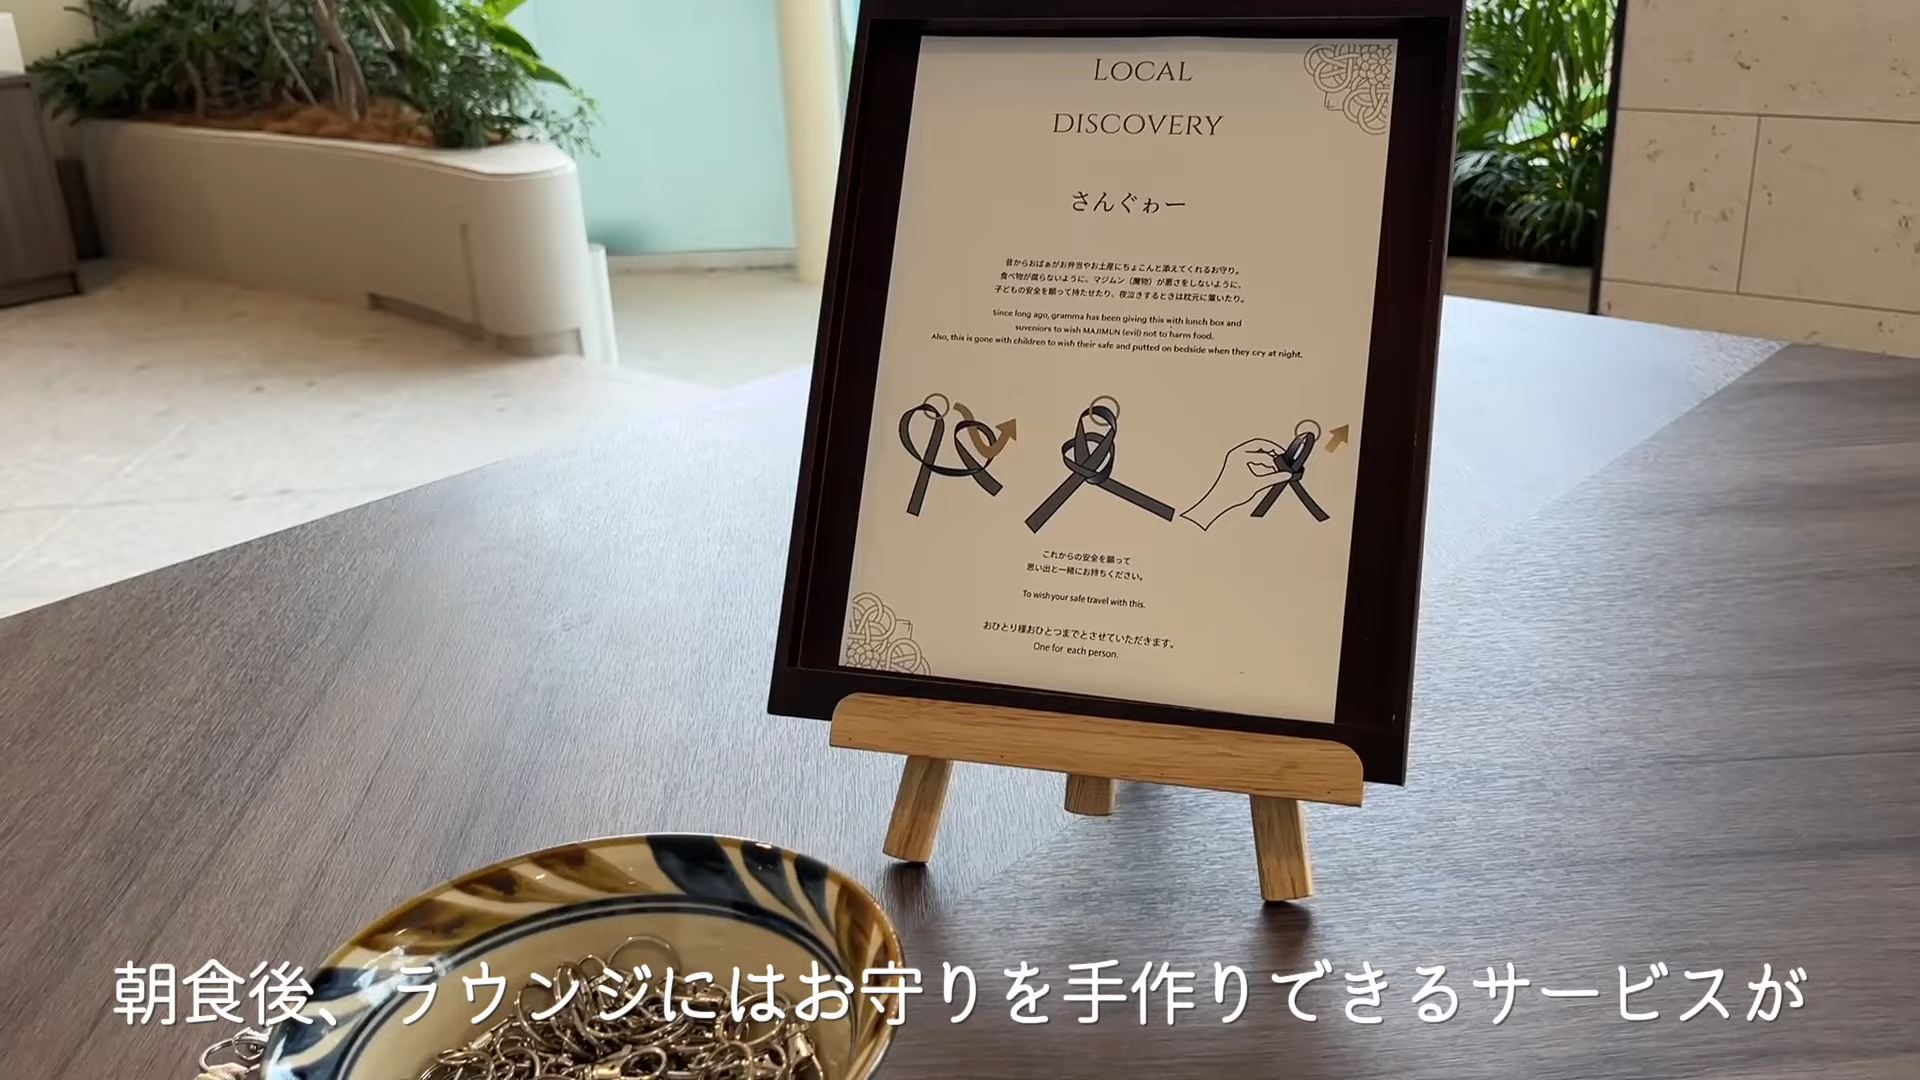 LOCAL
DISCOVERY
さんぐゎー
昔からおばぁがお弁当やお土産にちょこんと添えてくれるお守り。
食べ物が腐らないように、マジムン（魔物）が悪さをしないように、
子どもの安全を願って持たせたり、夜泣きするときは枕元に置いたり。
Since long ago, gramma has been giving this with lunch box and
suveniors to wish MAJIMUN (evil) not to harm food.
Also, this is gone with children to wish their safe and putted on bedside when they cry at night.
これからの安全を願って
思い出と一緒にお持ちください。
To wish your safe travel with this.
おひとり様おひとつまでとさせていただきます。
One for each person.
朝食後、ラウンジにはお守りを手作りできるサービスが